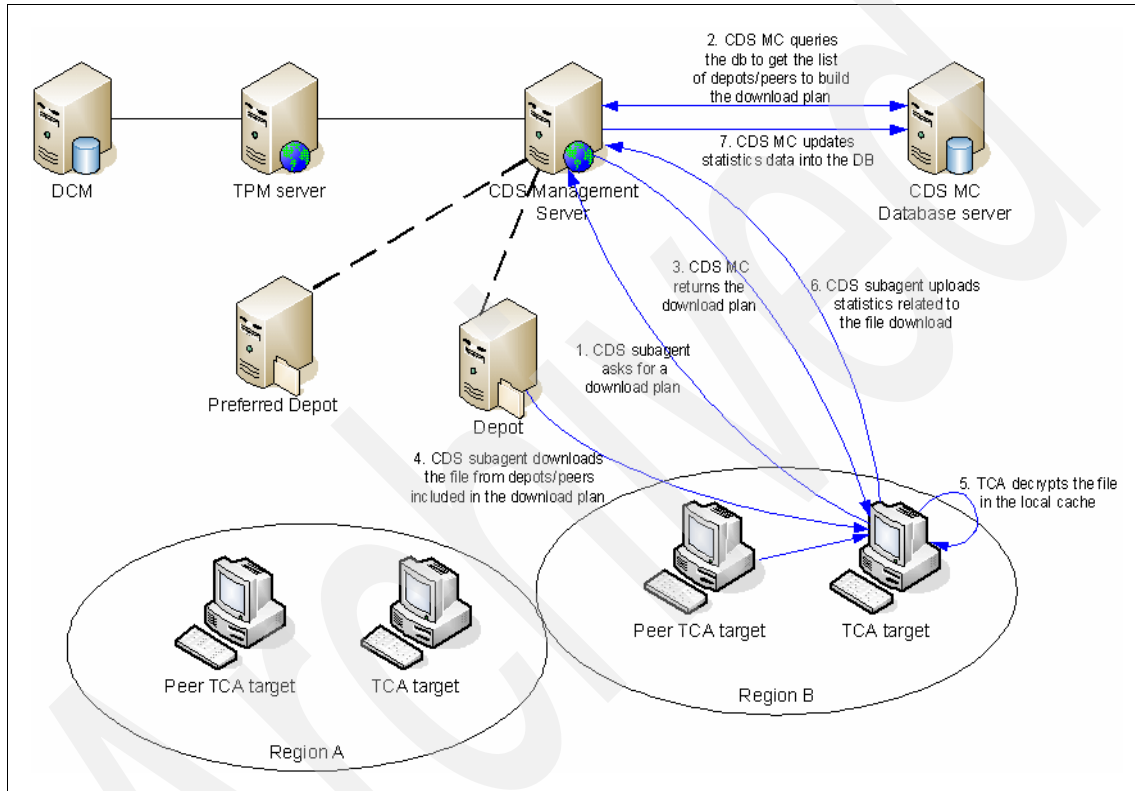 2. CDS MC queries
the db to get the list
of depots/peers to build
the download plan
7. CDS MC updates
statistics data into the DB
DCM
TPM server
CDS Management
Server
CDS MC
Database server
3. CDS MC
returns the
download plan
6. CDS subagent uploads
statistics related to
the file download
1. CDS subagent
asks for a
download plan
Preferred Depot
Depot
4. CDS subagent downloads
the file from depots/peers
included in the download plan
5. TCA decrypts the file
in the local cache
Peer TCA target
TCA target
Region B
Peer TCA target
TCA target
Region A
Archived